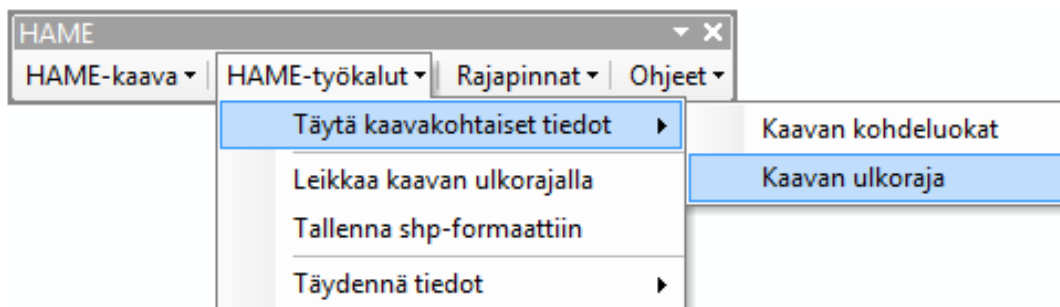 HAME
HAME-kaava HAME-työkalut Rajapinnat Ohjeet
Täytä kaavakohtaiset tiedot
Kaavan kohdeluokat
Kaavan ulkoraja
Leikkaa kaavan ulkorajalla
Tallenna shp-formaattiin
Täydennä tiedot